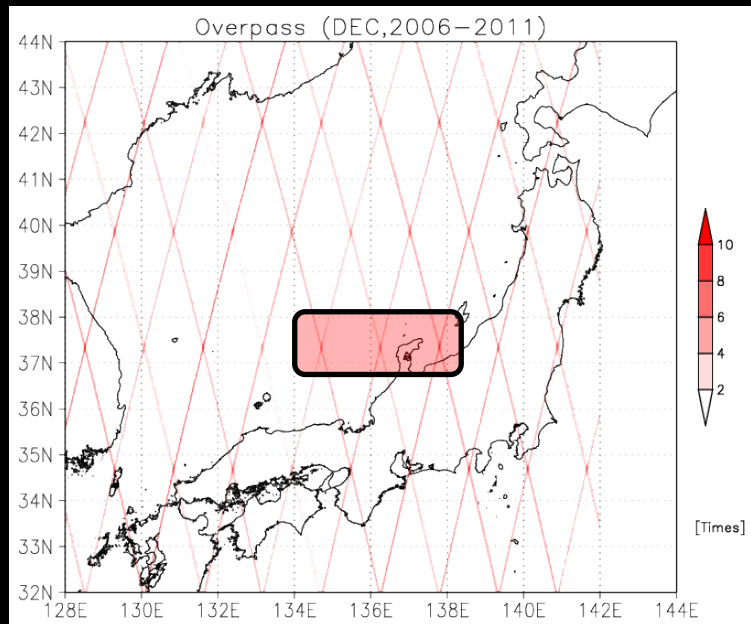 Overpass (DEC,2006−2011)
44N
43N
42N
41N
40N
39N
38N
37N
36N
35N
34N
33N
32N
128E 130E 132E 134E 136E 138E 140E 142E 144E
10
8
6
4
2
[Times]